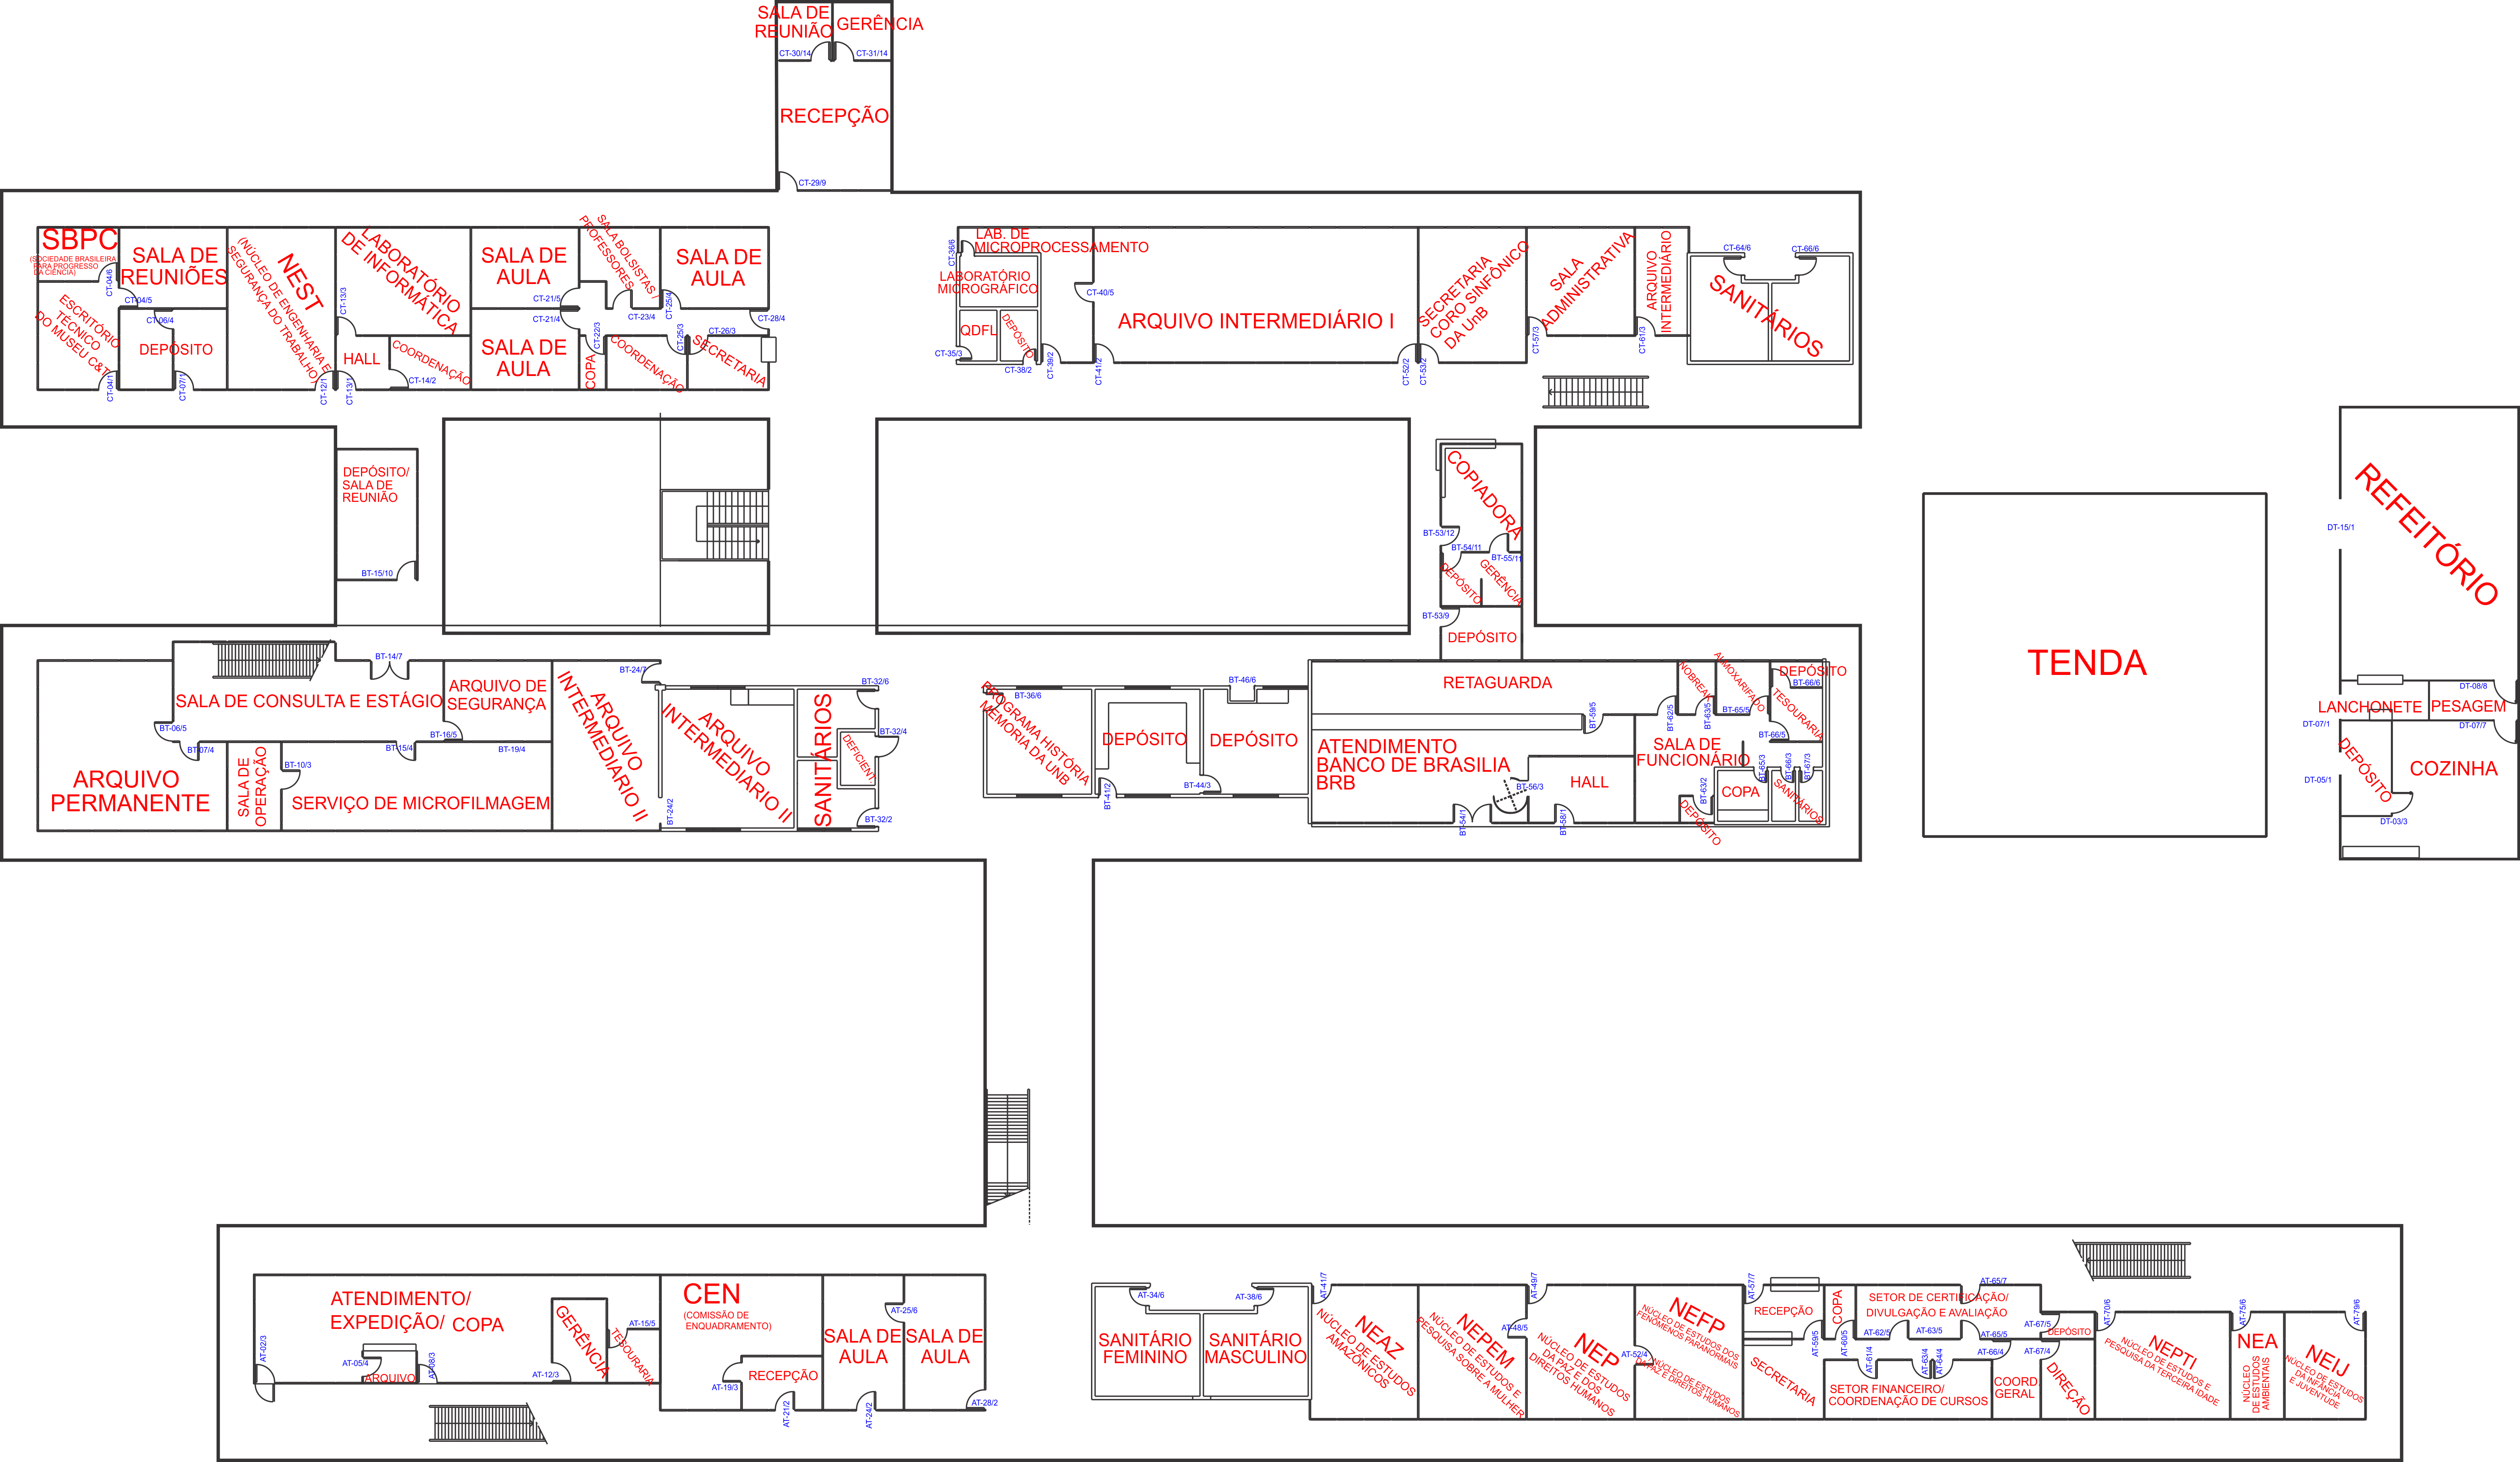 SALA DE
REUNIÃO
GERÊNCIA
CT-30/14
CT-31/14
RECEPÇÃO
CT-29/9
SBPC
(SOCIEDADE BRASILEIRA
PARA PROGRESSO
DA CIÊNCIA)
CT-04/6
SALA DE
REUNIÕES
CT-04/5
ESCRITÓRIO
TÉCNICO
DO MUSEU C&T
CT-04/1
CT-06/4
DEPÓSITO
CT-07/1
NEST
(NÚCLEO DE ENGENHARIA E
SEGURANÇA DO TRABALHO)
CT-12/1
CT-13/3
LABORATÓRIO
DE INFORMÁTICA
HALL
CT-13/1
COORDENAÇÃO
CT-14/2
SALA DE
AULA
CT-21/5
CT-21/4
SALA DE
AULA
SALA BOLSISTAS /
PROFESSORES
CT-22/3
CT-23/4
CT-25/4
COPA
COORDENAÇÃO
CT-25/3
SALA DE
AULA
CT-28/4
CT-26/3
SECRETARIA
CT-36/6
LAB. DE
MICROPROCESSAMENTO
LABORATÓRIO
MICROGRÁFICO
QDFL
CT-35/3
DEPÓSITO
CT-38/2
CT-39/2
CT-40/5
CT-41/2
ARQUIVO INTERMEDIÁRIO I
CT-52/2
SECRETARIA
CORO SINFÔNICO
DA UnB
CT-53/2
SALA
ADMINISTRATIVA
CT-57/3
ARQUIVO
INTERMEDIÁRIO
CT-61/3
CT-64/6
CT-66/6
SANITÁRIOS
DEPÓSITO/
SALA DE
REUNIÃO
BT-15/10
COPIADORA
BT-53/12
BT-54/11
BT-55/11
DEPÓSITO
GERÊNCIA
BT-53/9
DEPÓSITO
TENDA
REFEITÓRIO
DT-15/1
DT-08/8
LANCHONETE
PESAGEM
DT-07/1
DT-07/7
DEPÓSITO
COZINHA
DT-05/1
DT-03/3
BT-14/7
SALA DE CONSULTA E ESTÁGIO
BT-06/5
BT-07/4
ARQUIVO
PERMANENTE
SALA DE
OPERAÇÃO
BT-10/3
BT-15/4
BT-16/5
BT-19/4
SERVIÇO DE MICROFILMAGEM
ARQUIVO DE
SEGURANÇA
BT-24/7
ARQUIVO
INTERMEDIÁRIO II
BT-24/2
ARQUIVO
INTERMEDIARIO II
SANITÁRIOS
BT-32/6
BT-32/4
DEFICIENT.
BT-32/2
BT-36/6
PROGRAMA HISTÓRIA
MEMORIA DA UNB
BT-41/2
DEPÓSITO
BT-44/3
BT-46/6
DEPÓSITO
RETAGUARDA
BT-59/5
ATENDIMENTO
BANCO DE BRASILIA
BRB
BT-54/1
BT-56/3
HALL
BT-58/1
NOBREAK
BT-62/5
BT-63/5
ALMOXARIFADO
BT-65/5
DEPÓSITO
BT-66/6
TESOURARIA
BT-66/5
SALA DE
FUNCIONÁRIO
BT-65/3
BT-66/3
BT-67/3
BT-63/2
COPA
SANITÁRIOS
DEPÓSITO
AT-02/3
ATENDIMENTO/
EXPEDIÇÃO/ COPA
AT-05/4
ARQUIVO
AT-08/3
AT-12/3
GERÊNCIA
AT-15/5
TESOURARIA
CEN
(COMISSÃO DE
ENQUADRAMENTO)
AT-19/3
RECEPÇÃO
AT-21/2
SALA DE
AULA
AT-24/2
AT-25/6
SALA DE
AULA
AT-28/2
AT-34/6
AT-38/6
SANITÁRIO
FEMININO
SANITÁRIO
MASCULINO
AT-41/7
NEAZ
NÚCLEO DE ESTUDOS
AMAZÔNICOS
NEPEM
NÚCLEO DE ESTUDOS E
PESQUISA SOBRE A MULHER
AT-48/5
AT-49/7
NEP
NÚCLEO DE ESTUDOS
DA PAZ E DOS
DIREITOS HUMANOS
AT-52/4
NEFP
NÚCLEO DE ESTUDOS DOS
FENÔMENOS PARANORMAIS
NÚCLEO DE ESTUDOS
DA PAZ E DIREITOS HUMANOS
AT-57/7
RECEPÇÃO
AT-59/5
SECRETARIA
COPA
AT-60/5
SETOR DE CERTIFICAÇÃO/
DIVULGAÇÃO E AVALIAÇÃO
AT-65/7
AT-62/5
AT-63/5
AT-65/5
AT-61/4
AT-63/4
AT-64/4
AT-66/4
SETOR FINANCEIRO/
COORDENAÇÃO DE CURSOS
COORD.
GERAL
AT-67/5
DEPÓSITO
AT-67/4
DIREÇÃO
AT-70/6
NEPTI
NÚCLEO DE ESTUDOS E
PESQUISA DA TERCEIRA IDADE
AT-75/6
NEA
NÚCLEO
DE ESTUDOS
AMBIENTAIS
AT-79/6
NEIJ
NÚCLEO DE ESTUDOS
DA INFÂNCIA
E JUVENTUDE